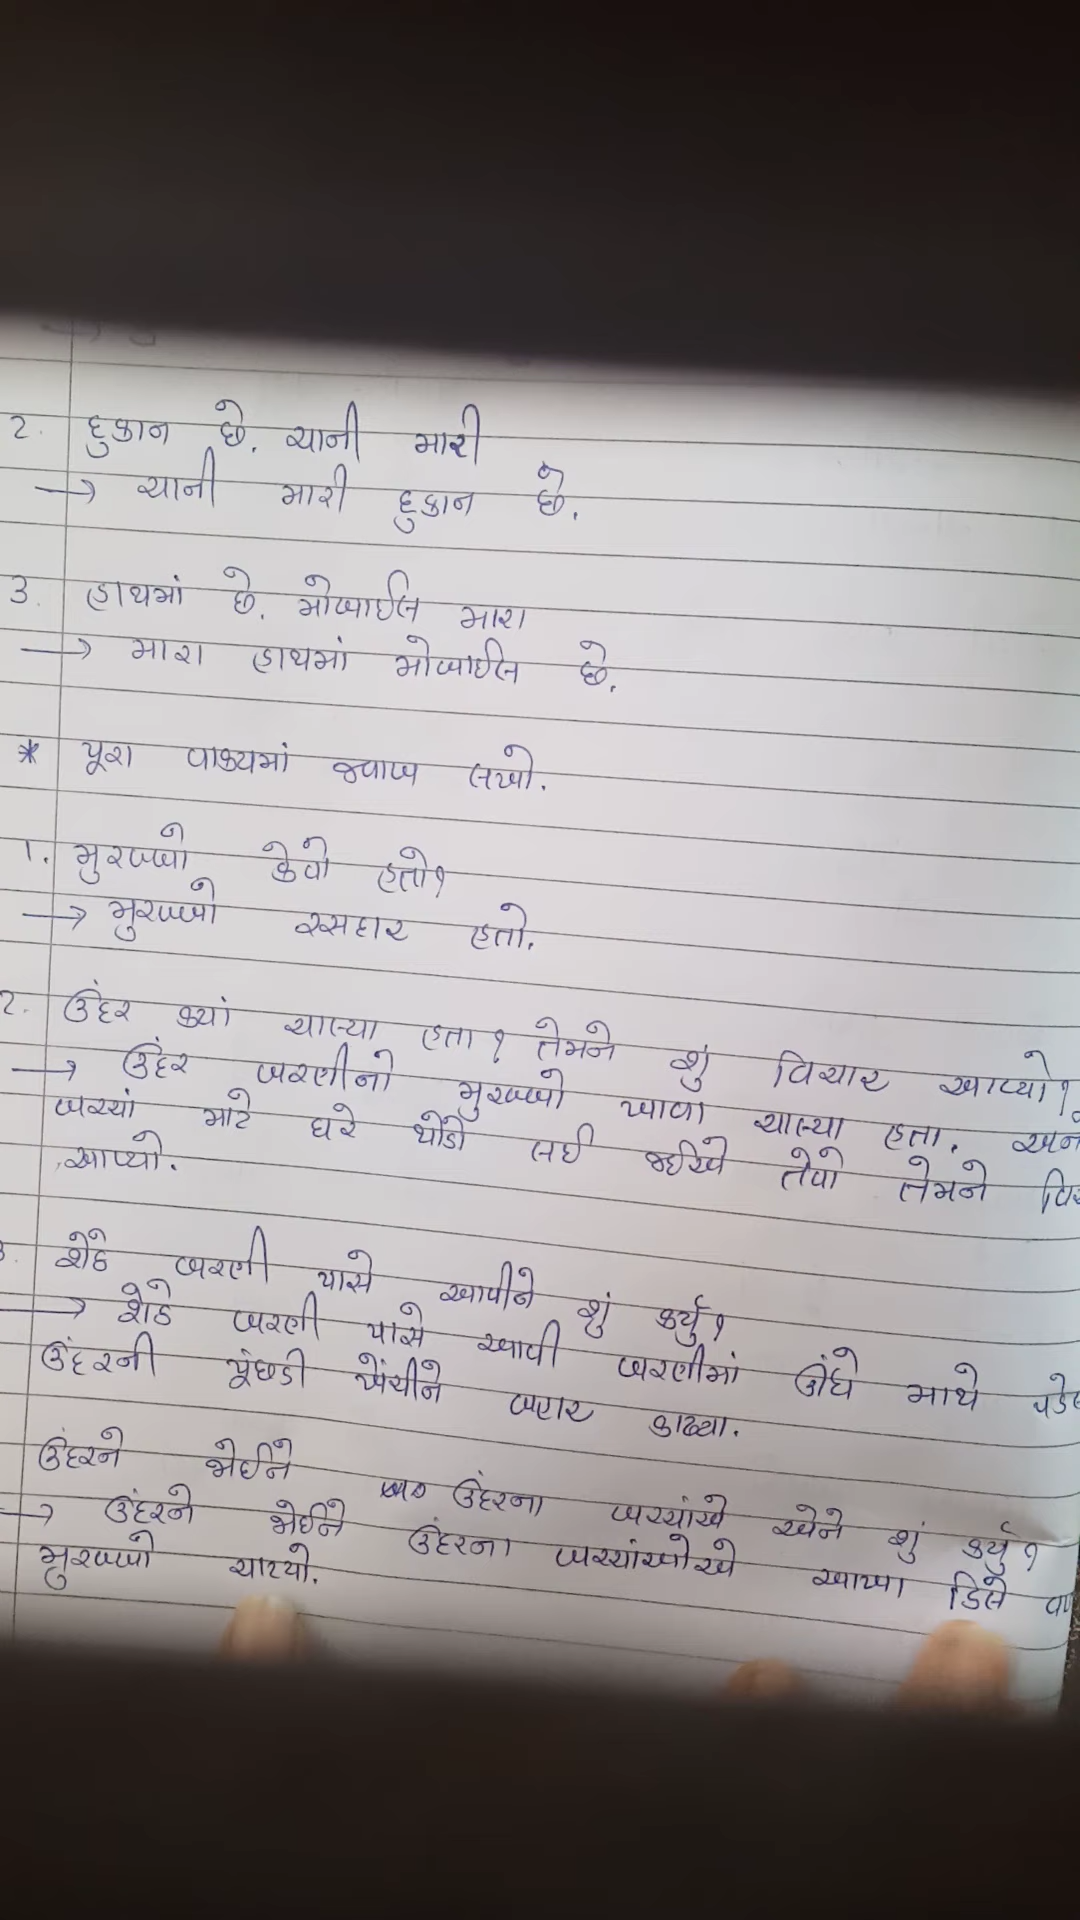 2. દુકાન છે. ચાની મારી
→ ચાની મારી દુકાન છે.
3. હાથમાં છે. મોબાઈલ મારા
→ મારા હાથમાં મોબાઈલ છે.
* પૂરા વાક્યમાં જવાબ લખો.
1. મુરબ્બો કેવો હતો?
→ મુરબ્બો રસદાર હતો.
2. ઉંદર ક્યાં ચાલ્યા હતા? તેમને શું વિચાર આવ્યો?
→ ઉંદર બરણીનો મુરબ્બો ખાવા ચાલ્યા હતા. અને
બચ્ચાં માટે ઘરે થોડો લઈ જઈએ તેવો તેમને
આવ્યો.
3. શેઠે બરણી પાસે આવીને શું કર્યું?
→ શેઠે બરણી પાસે આવી બરણીમાં ઊંધે માથે
ઉંદરની પૂંછડી ખેંચીને બહાર કાઢ્યા.
ઉંદરને જોઈને ઉંદરના બચ્ચાંએ એને શું કર્યું?
→ ઉંદરને જોઈને ઉંદરના બચ્ચાંઓએ આખા ડિલે
મુરબ્બો ચાટ્યો.